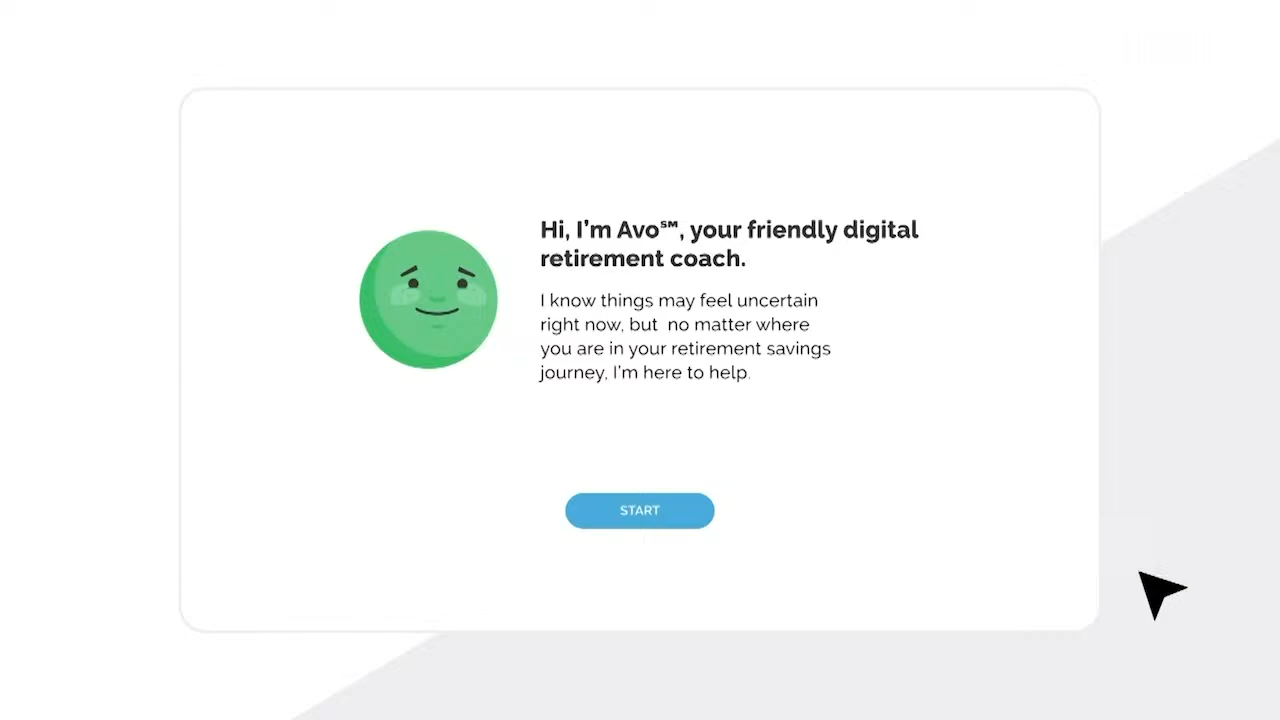 Hi, I'm Avo℠, your friendly digital
retirement coach.
I know things may feel uncertain
right now, but  no matter where
you are in your retirement savings
journey, I'm here to help.
START